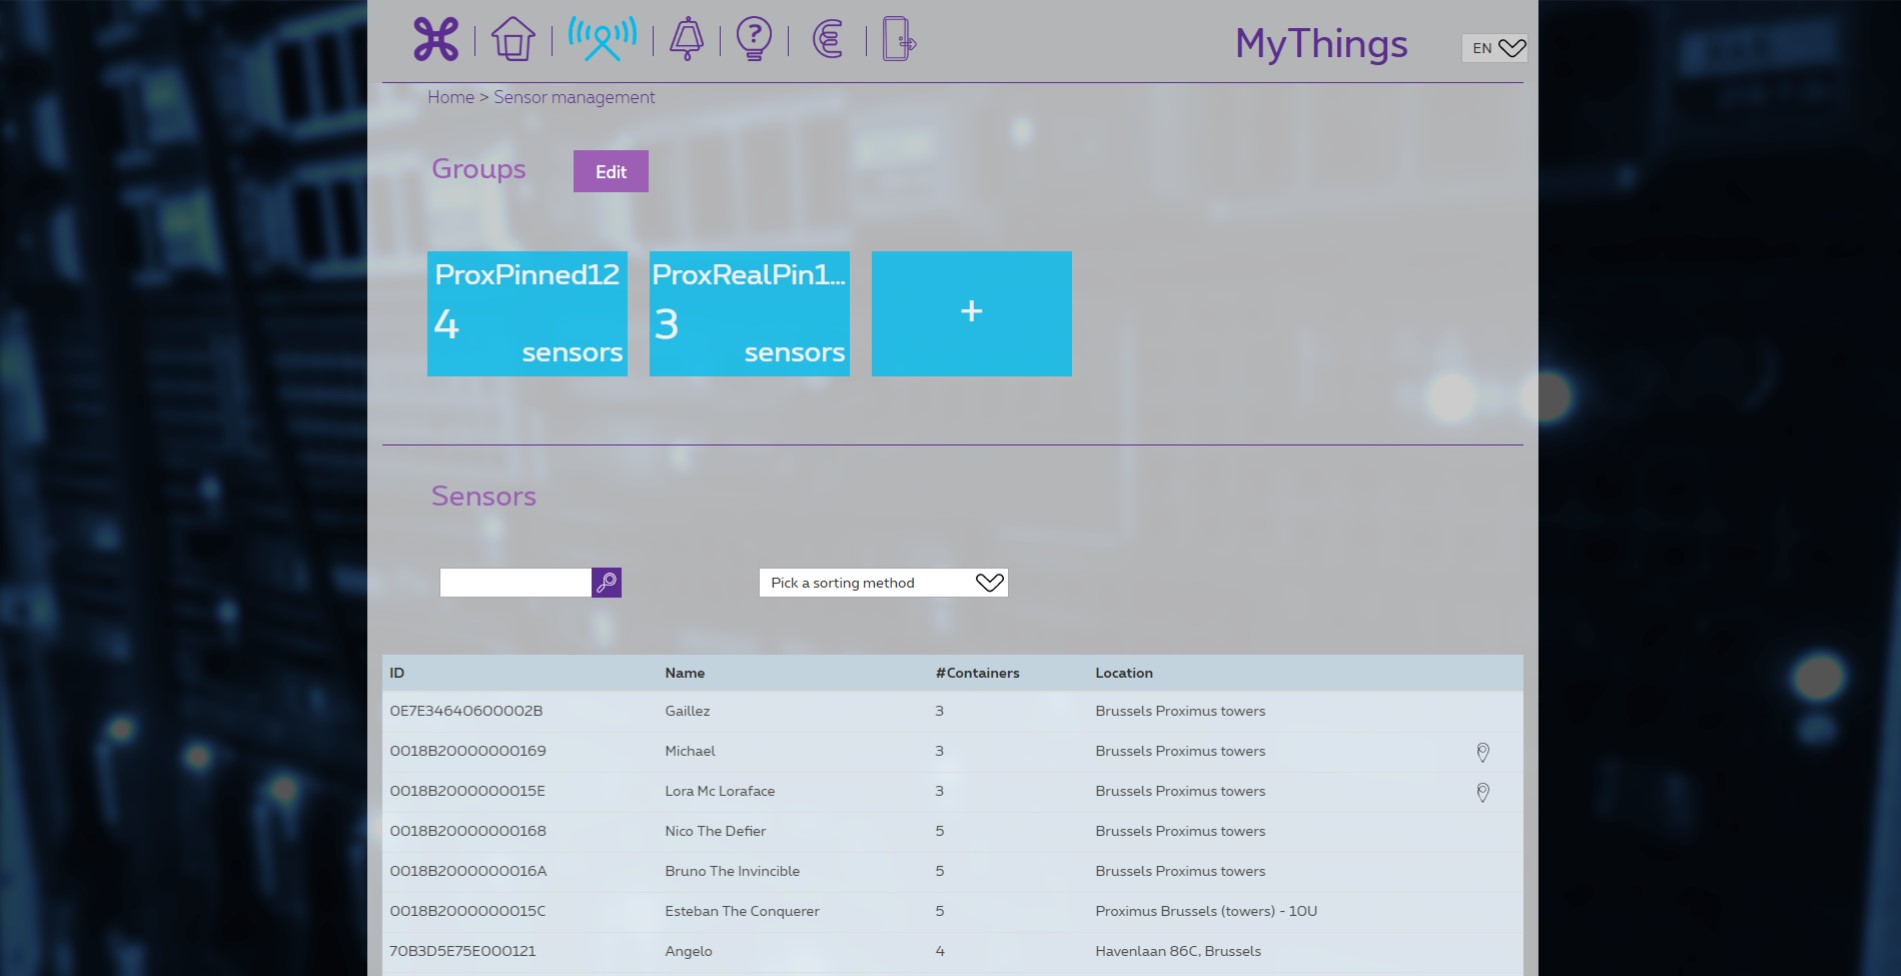 MyThings
EN
Home > Sensor management
Groups
Edit
ProxPinned12
4
sensors
ProxRealPin1...
3
sensors
+
Sensors
Pick a sorting method
ID Name #Containers Location
0E7E34640600002B Gaillez 3 Brussels Proximus towers
0018B20000000169 Michael 3 Brussels Proximus towers
0018B2000000015E Lora Mc Loraface 3 Brussels Proximus towers
0018B20000000168 Nico The Defier 5 Brussels Proximus towers
0018B2000000016A Bruno The Invincible 5 Brussels Proximus towers
0018B2000000015C Esteban The Conquerer 5 Proximus Brussels (towers) - 10U
70B3D5E75E000121 Angelo 4 Havenlaan 86C, Brussels